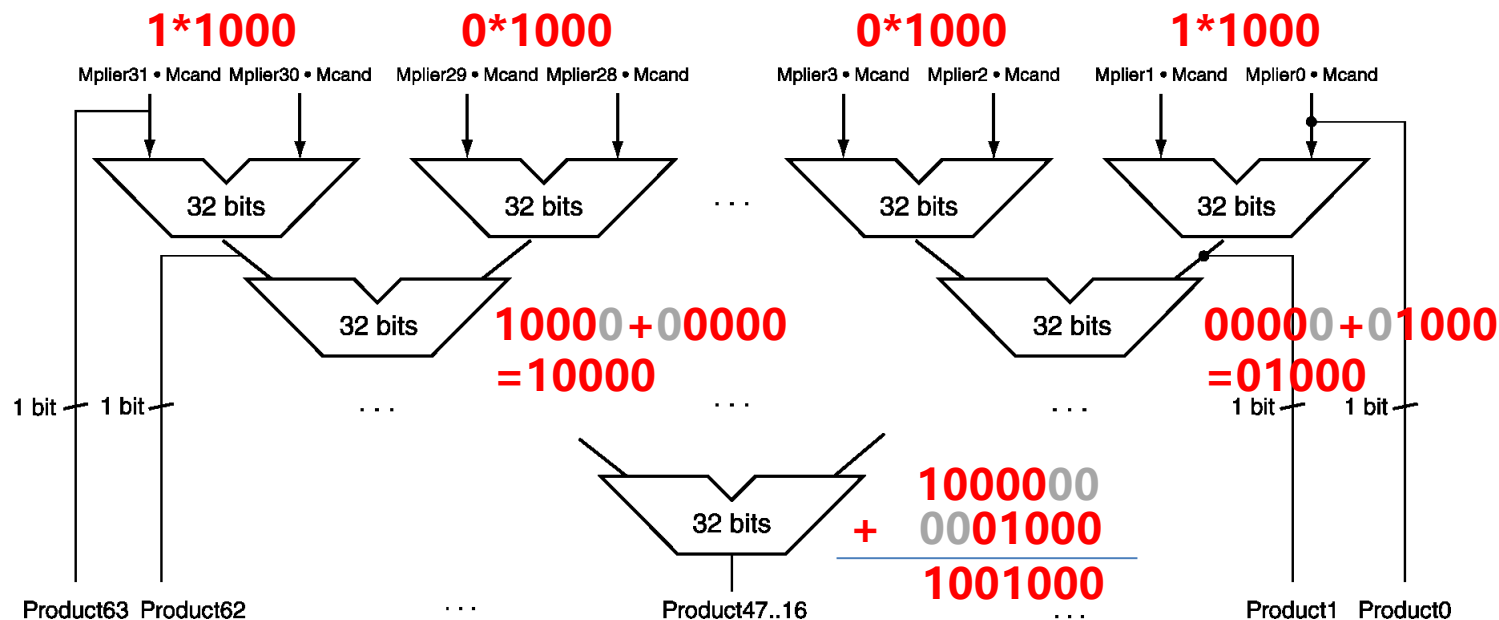 1*1000 0*1000 0*1000 1*1000
Mplier31 • Mcand Mplier30 • Mcand Mplier29 • Mcand Mplier28 • Mcand Mplier3 • Mcand Mplier2 • Mcand Mplier1 • Mcand Mplier0 • Mcand
32 bits 32 bits . . . 32 bits 32 bits
32 bits 10000+00000 32 bits 00000+01000
=10000 =01000
1 bit 1 bit . . . . . . . . . 1 bit 1 bit
1000000
32 bits + 0001000
1001000
Product63 Product62 . . . Product47..16 . . . Product1 Product0